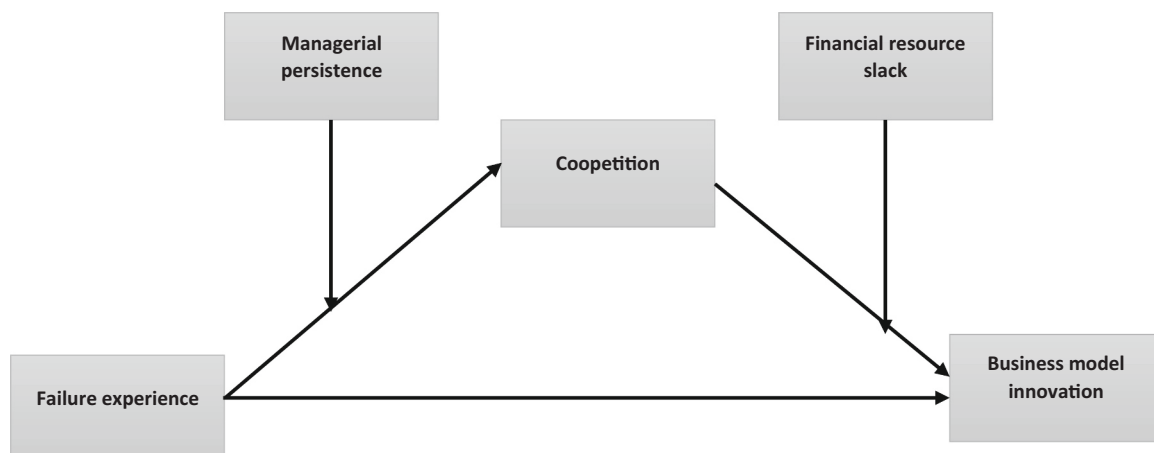 Managerial
persistence
Financial resource
slack
Coopetition
Failure experience
Business model
innovation